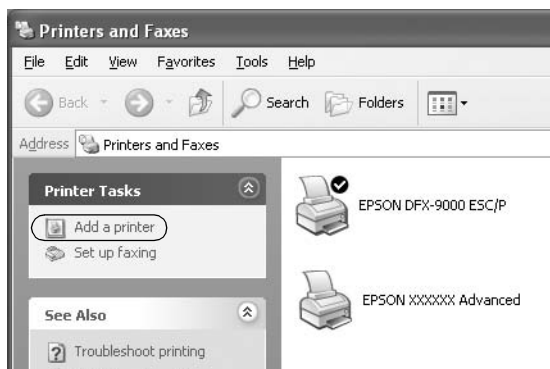 Printers and Faxes
File Edit View Favorites Tools Help
Back Search Folders
Address Printers and Faxes
Printer Tasks
Add a printer
Set up faxing
See Also
Troubleshoot printing
EPSON DFX-9000 ESC/P
EPSON XXXXXX Advanced